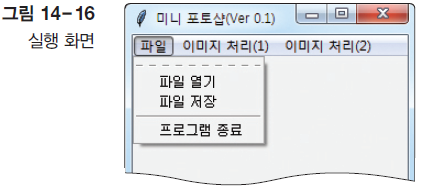 그림 14-16
실행 화면
미니 포토샵(Ver 0.1)
파일 이미지 처리(1) 이미지 처리(2)
파일 열기
파일 저장
프로그램 종료